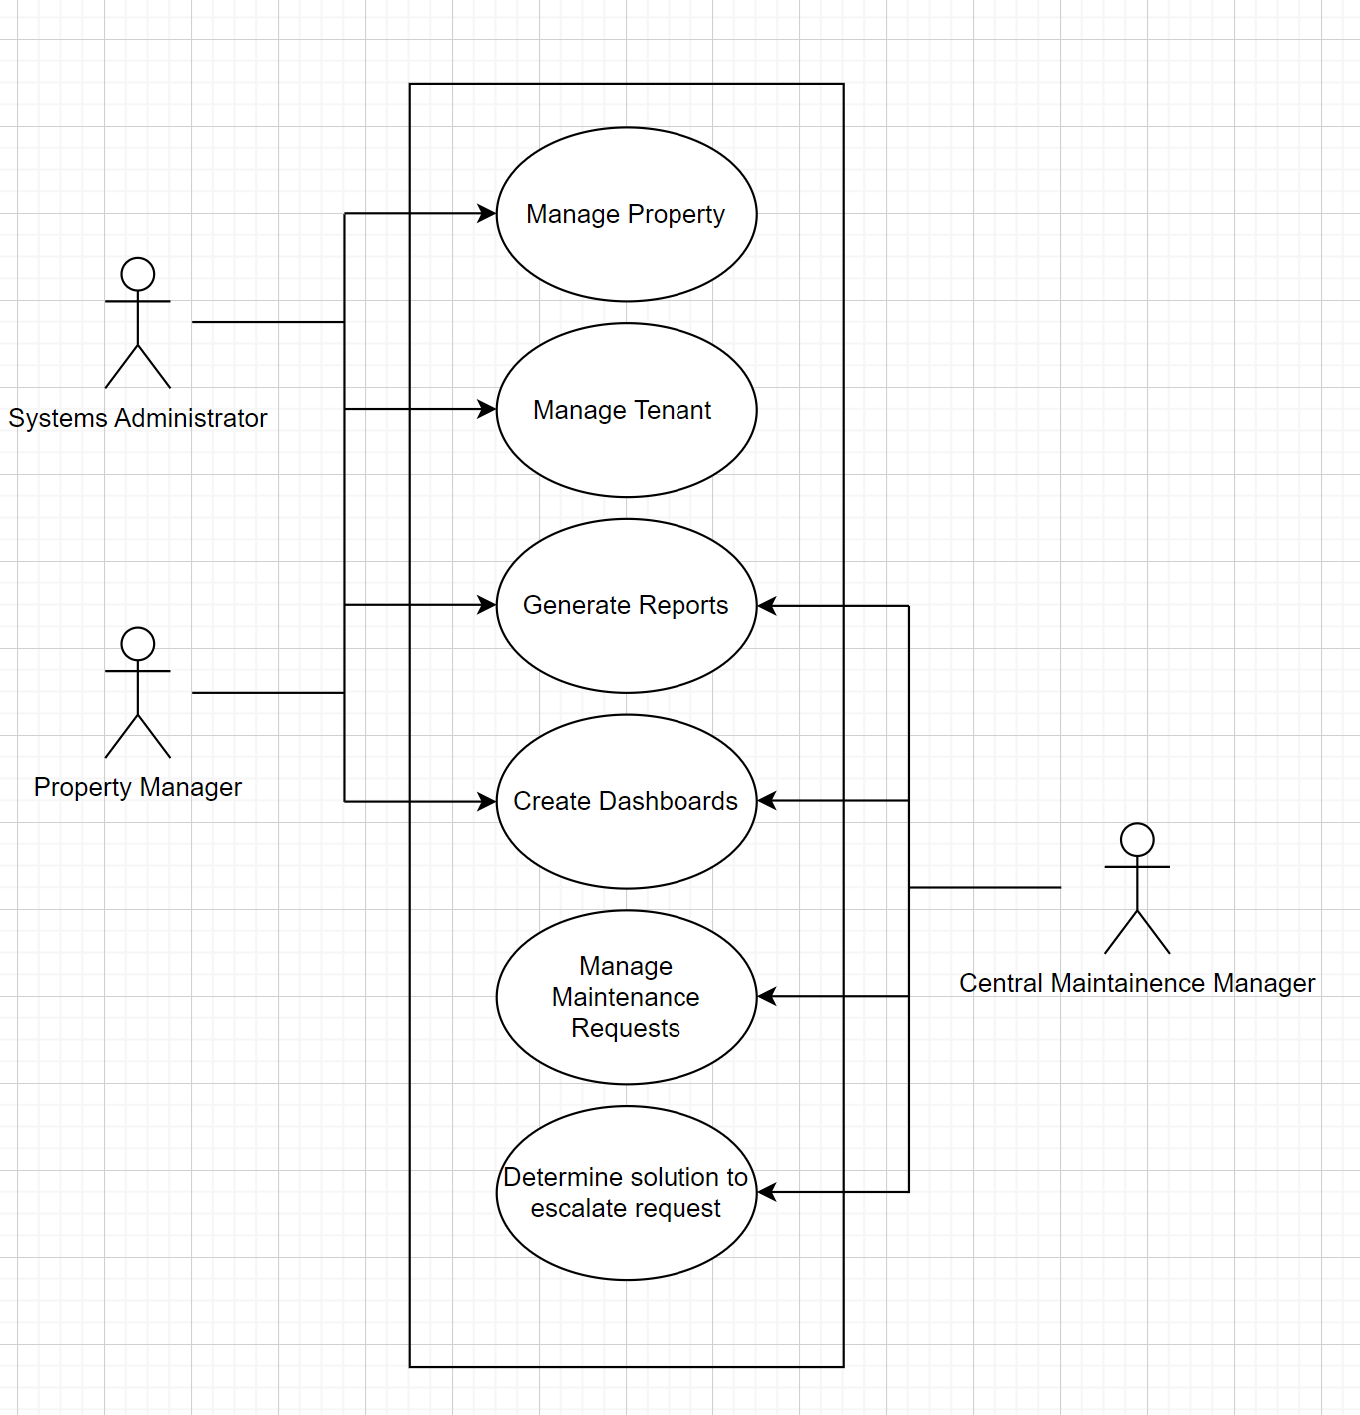 Manage Property
Systems Administrator
Manage Tenant
Generate Reports
Property Manager
Create Dashboards
Manage
Maintenance
Requests
Central Maintainence Manager
Determine solution to
escalate request